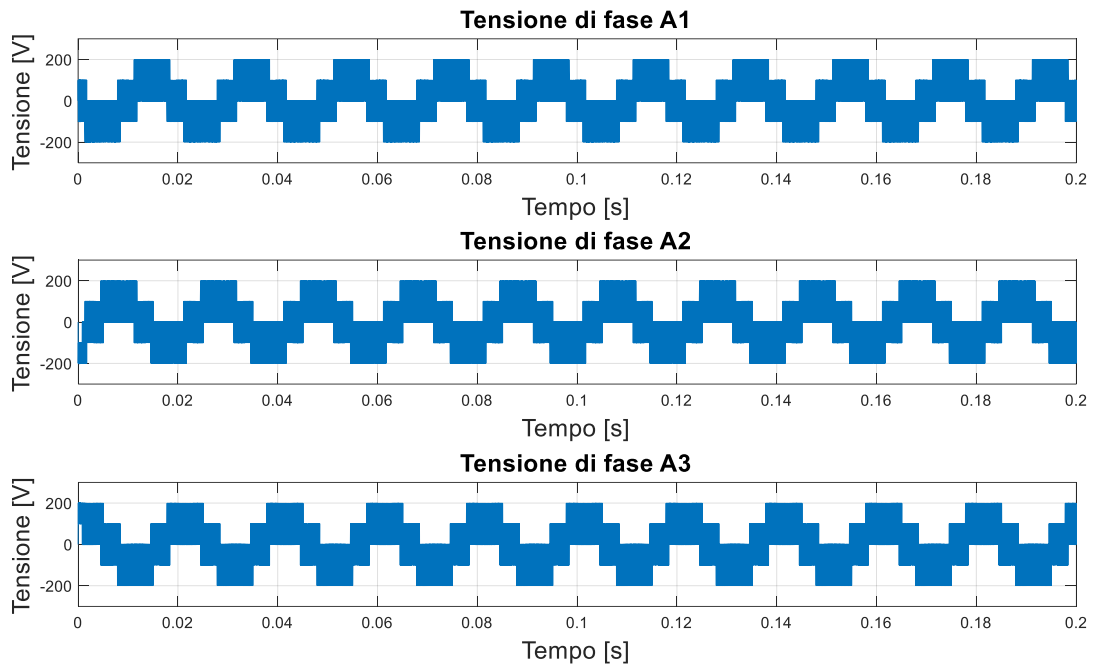 Tensione di fase A1
Tensione [V]
200
0
-200
0 0.02 0.04 0.06 0.08 0.1 0.12 0.14 0.16 0.18 0.2
Tempo [s]
Tensione di fase A2
Tensione [V]
200
0
-200
0 0.02 0.04 0.06 0.08 0.1 0.12 0.14 0.16 0.18 0.2
Tempo [s]
Tensione di fase A3
Tensione [V]
200
0
-200
0 0.02 0.04 0.06 0.08 0.1 0.12 0.14 0.16 0.18 0.2
Tempo [s]